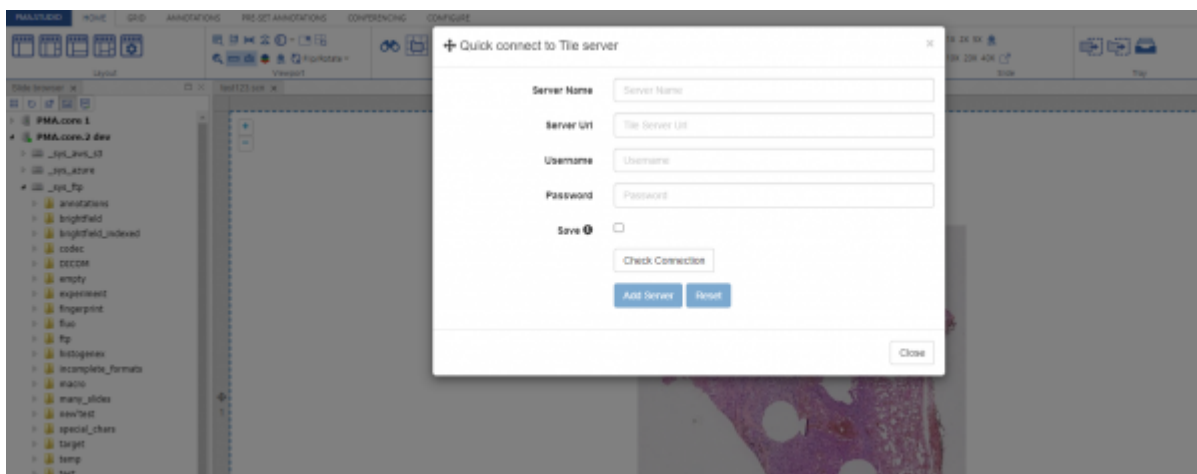 PMA.STUDIO HOME GRID ANNOTATIONS PRE-SET ANNOTATIONS CONFERENCING CONFIGURE
Flip/Rotate
Layout Viewport Slide Tray
Slide browser
PMA.core 1
PMA.core.2 dev
_sys_aws_s3
_sys_azure
_sys_ftp
annotations
brightfield
brightfield_indexed
codec
DICOM
empty
experiment
fingerprint
fluo
ftp
histogenex
incomplete_formats
macro
many_slides
new'test
special_chars
target
temp
Quick connect to Tile server
Server Name Server Name
Server Url Tile Server Url
Username Username
Password Password
Save
Check Connection
Add Server Reset
Close